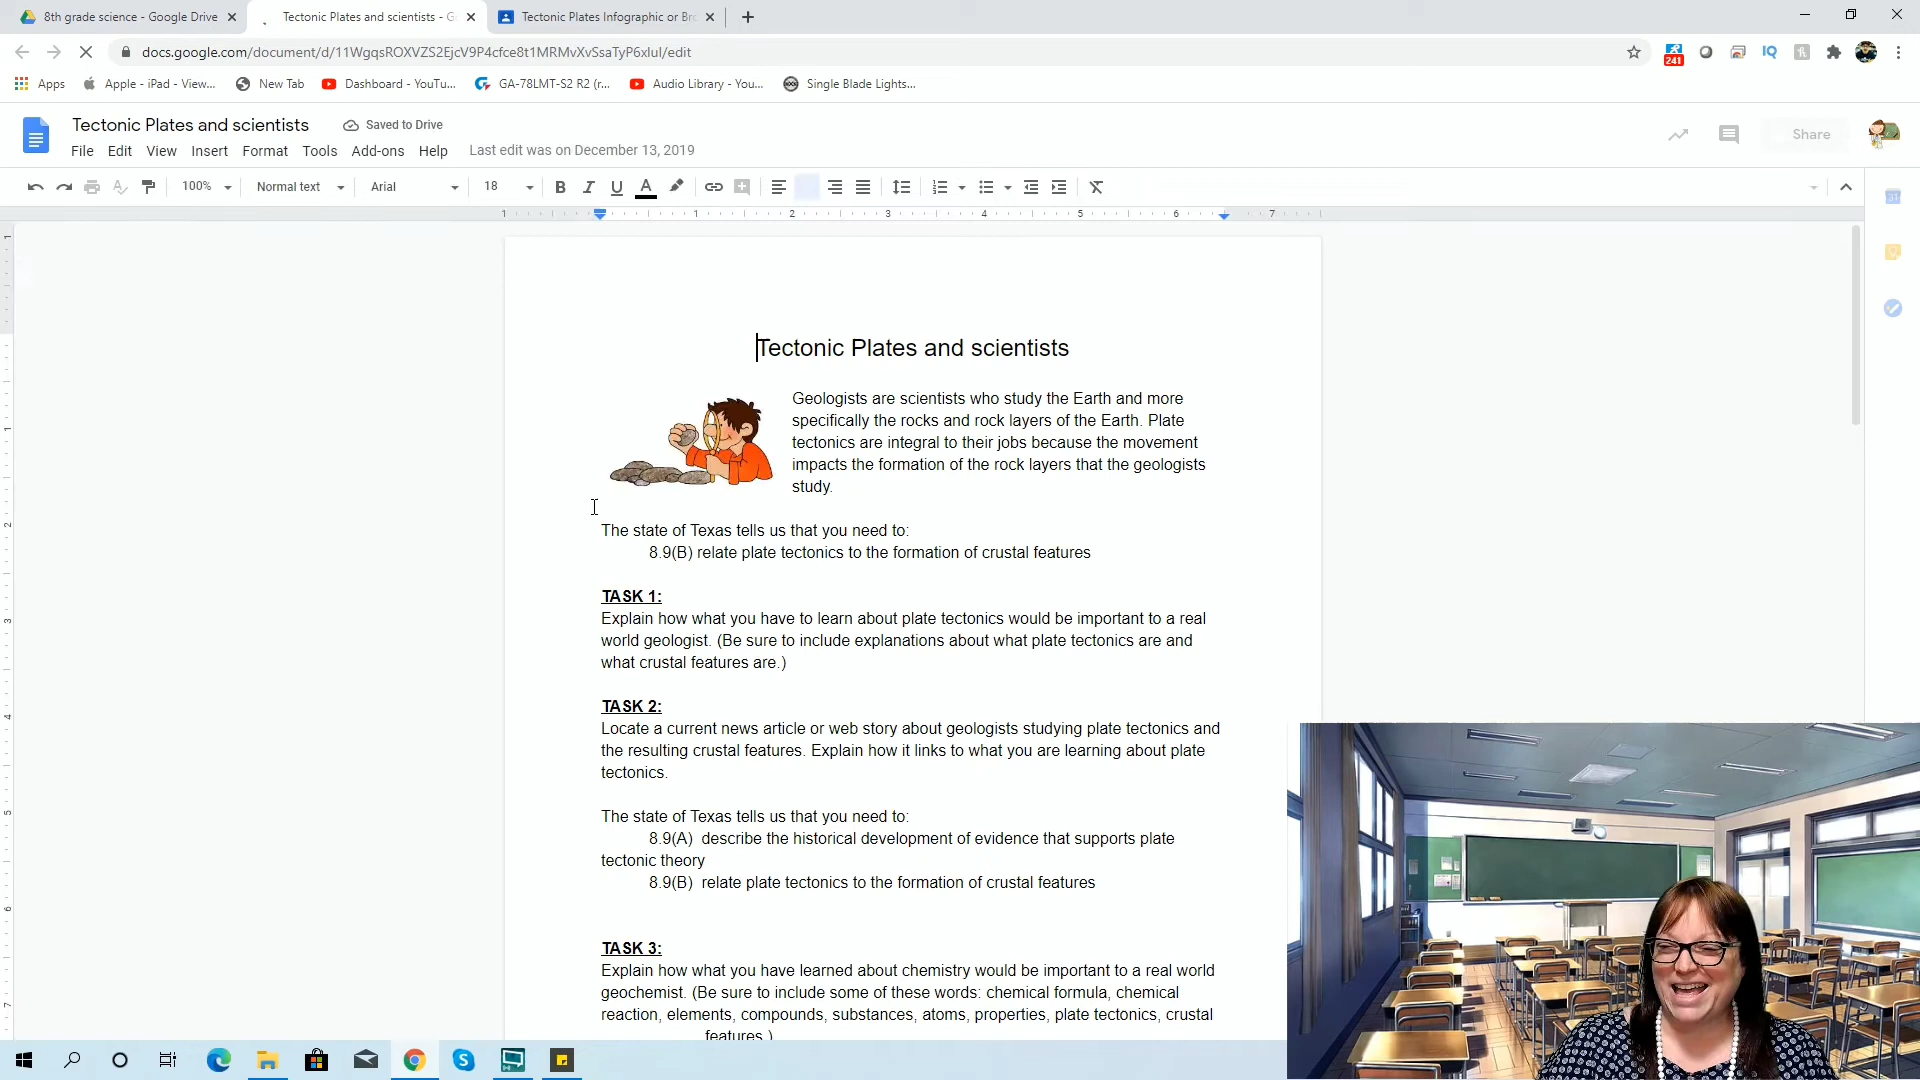 8th grade science - Google Drive
Tectonic Plates and scientists - G
Tectonic Plates Infographic or Br
docs.google.com/document/d/11WgqsROXVZS2EjcV9P4cfce8t1MRMvXvSsaTyP6xIuI/edit
241
IQ
Apps
Apple - iPad - View...
New Tab
Dashboard - YouTu...
GA-78LMT-S2 R2 (r...
Audio Library - You...
Single Blade Lights...
Tectonic Plates and scientists
Saved to Drive
Share
File Edit View Insert Format Tools Add-ons Help
Last edit was on December 13, 2019
100% Normal text Arial 18 B I U A
1 1 2 3 4 5 6 7
Tectonic Plates and scientists
Geologists are scientists who study the Earth and more
specifically the rocks and rock layers of the Earth. Plate
tectonics are integral to their jobs because the movement
impacts the formation of the rock layers that the geologists
study.
The state of Texas tells us that you need to:
8.9(B) relate plate tectonics to the formation of crustal features
TASK 1:
Explain how what you have to learn about plate tectonics would be important to a real
world geologist. (Be sure to include explanations about what plate tectonics are and
what crustal features are.)
TASK 2:
Locate a current news article or web story about geologists studying plate tectonics and
the resulting crustal features. Explain how it links to what you are learning about plate
tectonics.
The state of Texas tells us that you need to:
8.9(A) describe the historical development of evidence that supports plate
tectonic theory
8.9(B) relate plate tectonics to the formation of crustal features
TASK 3:
Explain how what you have learned about chemistry would be important to a real world
geochemist. (Be sure to include some of these words: chemical formula, chemical
reaction, elements, compounds, substances, atoms, properties, plate tectonics, crustal
features.)